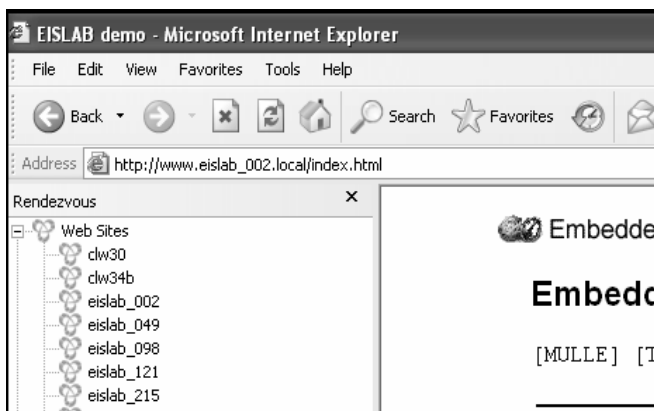 EISLAB demo - Microsoft Internet Explorer
File Edit View Favorites Tools Help
Back Search Favorites
Address http://www.eislab_002.local/index.html
Rendezvous
Web Sites
clw30
clw34b
eislab_002
eislab_049
eislab_098
eislab_121
eislab_215
Embedde
Embedd
[MULLE] [T